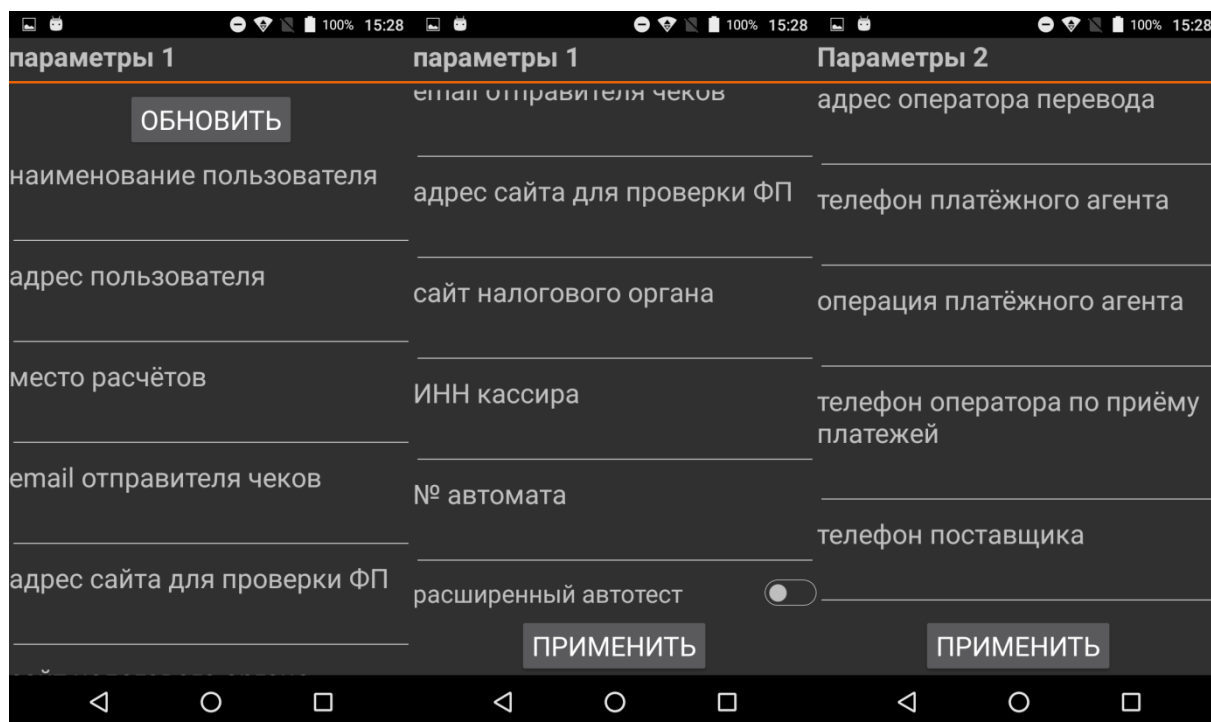 100% 15:28
параметры 1
ОБНОВИТЬ
наименование пользователя
адрес пользователя
место расчётов
email отправителя чеков
адрес сайта для проверки ФП
100% 15:28
параметры 1
email отправителя чеков
адрес сайта для проверки ФП
сайт налогового органа
ИНН кассира
№ автомата
расширенный автотест
ПРИМЕНИТЬ
100% 15:28
Параметры 2
адрес оператора перевода
телефон платёжного агента
операция платёжного агента
телефон оператора по приёму
платежей
телефон поставщика
ПРИМЕНИТЬ